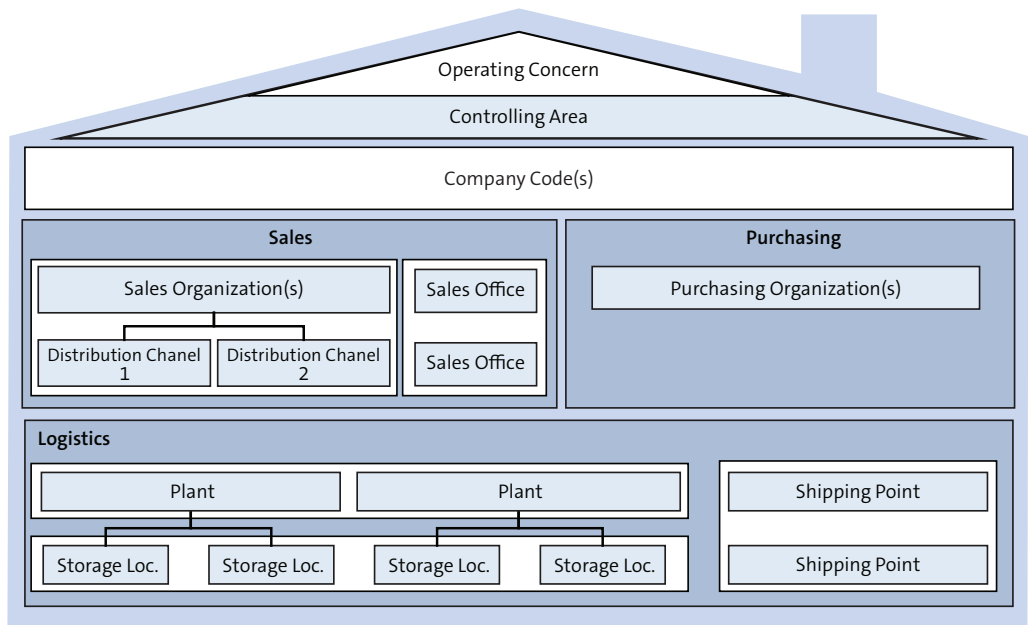 Operating Concern
Controlling Area
Company Code(s)
Sales
Sales Organization(s)
Distribution Chanel
1
Distribution Chanel
2
Sales Office
Sales Office
Purchasing
Purchasing Organization(s)
Logistics
Plant
Plant
Storage Loc.
Storage Loc.
Storage Loc.
Storage Loc.
Shipping Point
Shipping Point